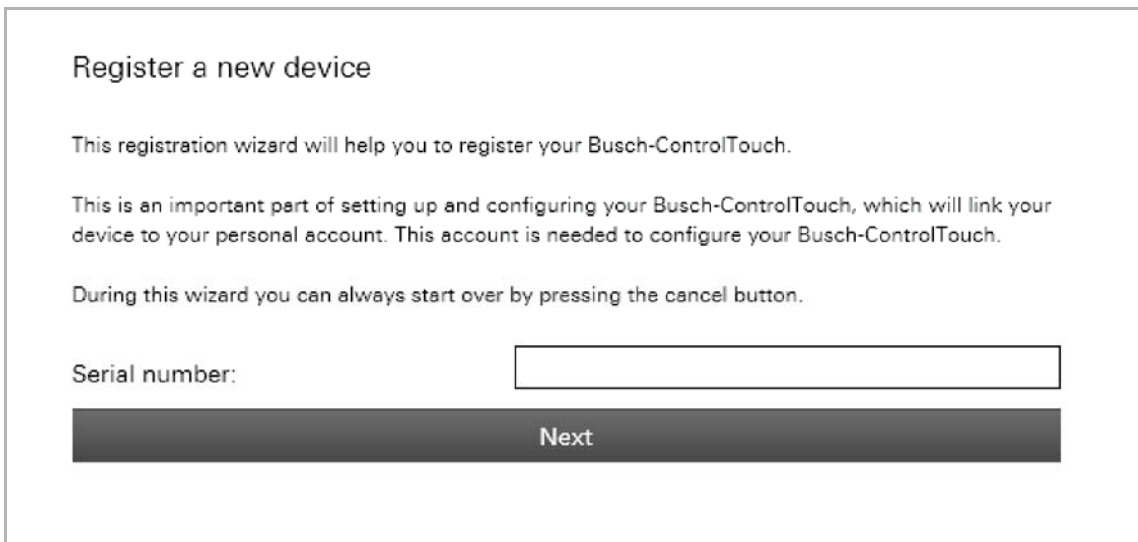 Register a new device
This registration wizard will help you to register your Busch-ControlTouch.
This is an important part of setting up and configuring your Busch-ControlTouch, which will link your
device to your personal account. This account is needed to configure your Busch-ControlTouch.
During this wizard you can always start over by pressing the cancel button.
Serial number:
Next